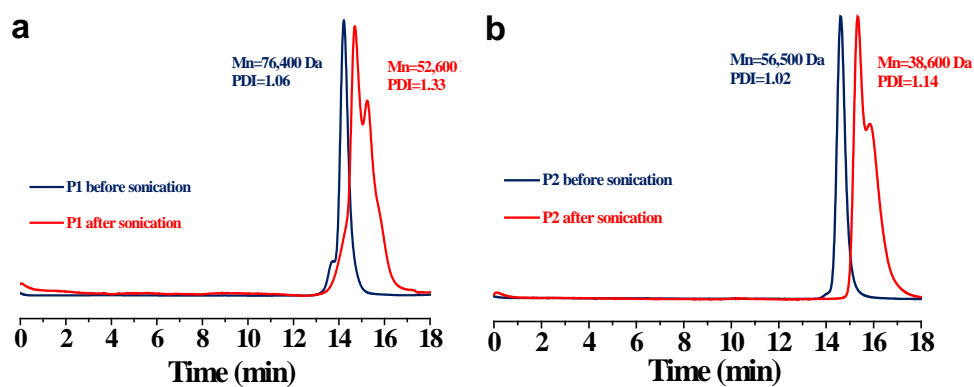 a
Mn=76,400 Da
PDI=1.06
Mn=52,600
PDI=1.33
P1 before sonication
P1 after sonication
0 2 4 6 8 10 12 14 16 18
Time (min)
b
Mn=56,500 Da
PDI=1.02
Mn=38,600 Da
PDI=1.14
P2 before sonication
P2 after sonication
0 2 4 6 8 10 12 14 16 18
Time (min)